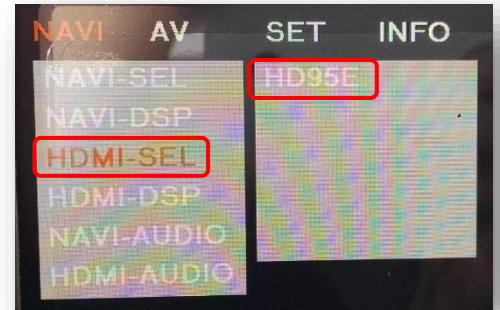 NAVI AV SET INFO
NAVI-SEL HD95E
NAVI-DSP
HDMI-SEL
HDMI-DSP
NAVI-AUDIO
HDMI-AUDIO